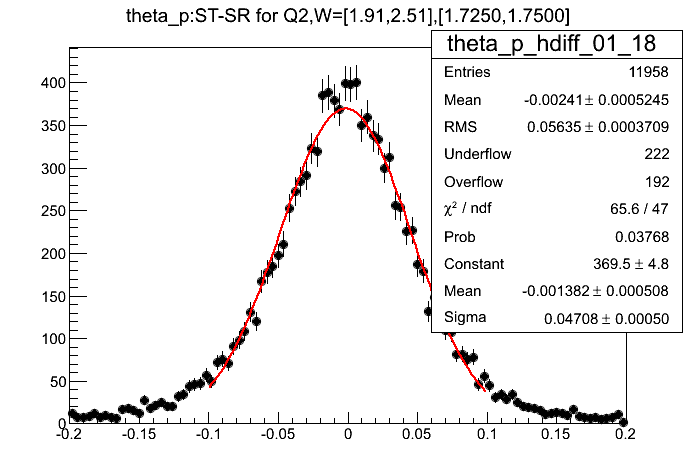 theta_p:ST-SR for Q2,W=[1.91,2.51],[1.7250,1.7500]
theta_p_hdiff_01_18
Entries 11958
Mean -0.00241± 0.0005245
RMS 0.05635± 0.0003709
Underflow 222
Overflow 192
χ² / ndf 65.6 / 47
Prob 0.03768
Constant 369.5 ± 4.8
Mean -0.001382 ± 0.000508
Sigma 0.04708 ± 0.00050
400
350
300
250
200
150
100
50
0
-0.2 -0.15 -0.1 -0.05 0 0.05 0.1 0.15 0.2